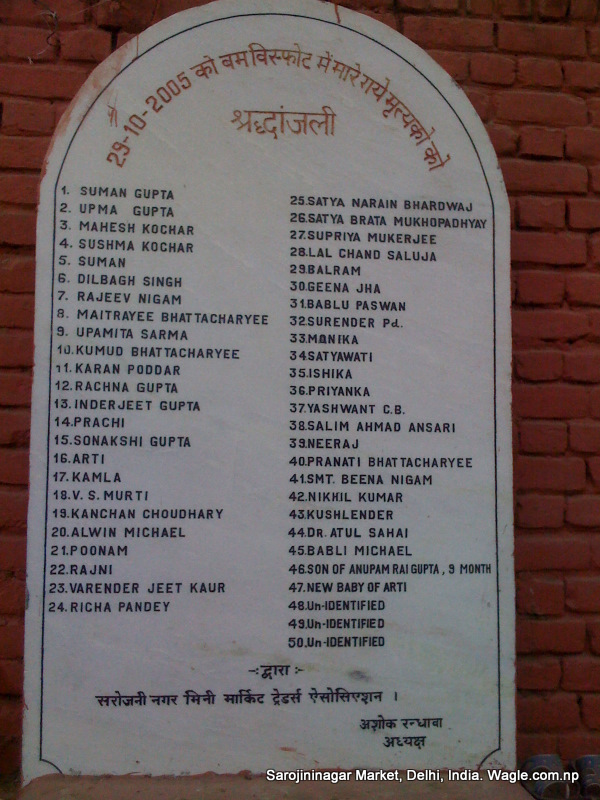 29-10-2005 को बम विस्फोट में मारे गये मृत्यको को
श्रद्धांजली
1. SUMAN GUPTA
2. UPMA GUPTA
3. MAHESH KOCHAR
4. SUSHMA KOCHAR
5. SUMAN
6. DILBAGH SINGH
7. RAJEEV NIGAM
8. MAITRAYEE BHATTACHARYEE
9. UPAMITA SARMA
10. KUMUD BHATTACHARYEE
11. KARAN PODDAR
12. RACHNA GUPTA
13. INDERJEET GUPTA
14. PRACHI
15. SONAKSHI GUPTA
16. ARTI
17. KAMLA
18. V. S. MURTI
19. KANCHAN CHOUDHARY
20. ALWIN MICHAEL
21. POONAM
22. RAJNI
23. VARENDER JEET KAUR
24. RICHA PANDEY
25. SATYA NARAIN BHARDWAJ
26. SATYA BRATA MUKHOPADHYAY
27. SUPRIYA MUKERJEE
28. LAL CHAND SALUJA
29. BALRAM
30. GEENA JHA
31. BABLU PASWAN
32. SURENDER Pd.
33. MONIKA
34. SATYAWATI
35. ISHIKA
36. PRIYANKA
37. YASHWANT C.B.
38. SALIM AHMAD ANSARI
39. NEERAJ
40. PRANATI BHATTACHARYEE
41. SMT. BEENA NIGAM
42. NIKHIL KUMAR
43. KUSHLENDER
44. DR. ATUL SAHAI
45. BABLI MICHAEL
46. SON OF ANUPAM RAI GUPTA, 9 MONTH
47. NEW BABY OF ARTI
48. Un-IDENTIFIED
49. Un-IDENTIFIED
50. Un-IDENTIFIED
-: द्वारा :-
सरोजनी नगर मिनी मार्किट ट्रेडर्स ऐसोसिएशन ।
अशोक रन्धावा
अध्यक्ष
Sarojininagar Market, Delhi, India. Wagle.com.np